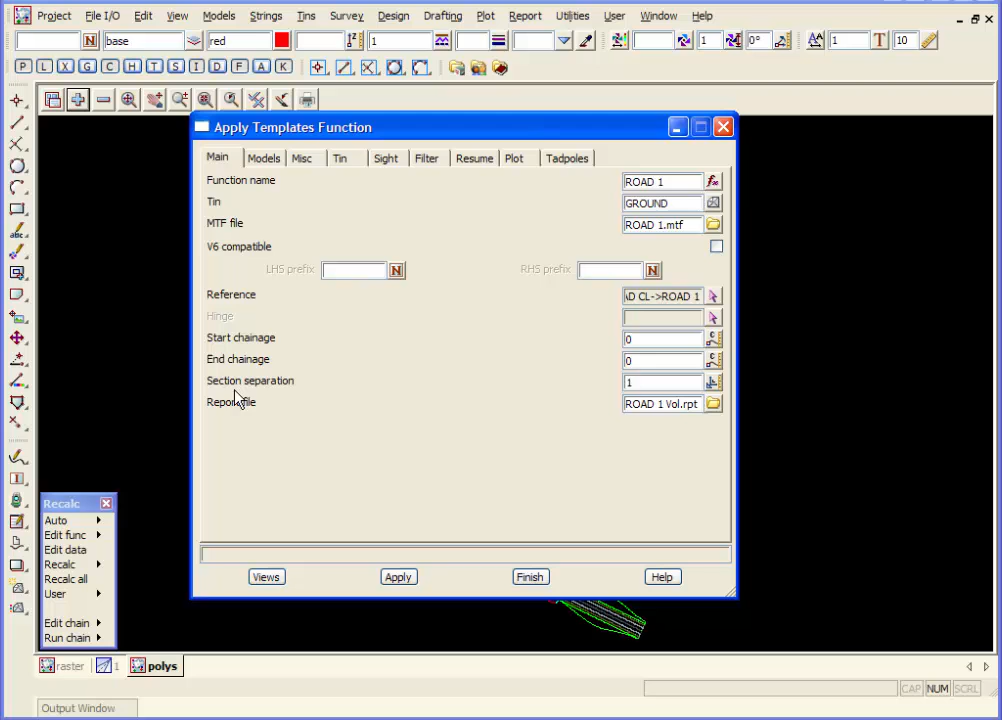 Project File I/O Edit View Models Strings Tins Survey Design Drafting Plot Report Utilities User Window Help
N base red 1 1 0° T 1 T 10
P L X G C H T S I D F A K
Apply Templates Function
Main Models Misc Tin Sight Filter Resume Plot Tadpoles
Function name ROAD 1
Tin GROUND
MTF file ROAD 1.mtf
V6 compatible
LHS prefix N RHS prefix N
Reference \D CL->ROAD 1
Hinge
Start chainage 0
End chainage 0
Section separation 1
Report file ROAD 1 Vol.rpt
Views Apply Finish Help
Recalc
Auto
Edit func
Edit data
Recalc
Recalc all
User
Edit chain
Run chain
raster 1 polys
CAP NUM SCRL
Output Window